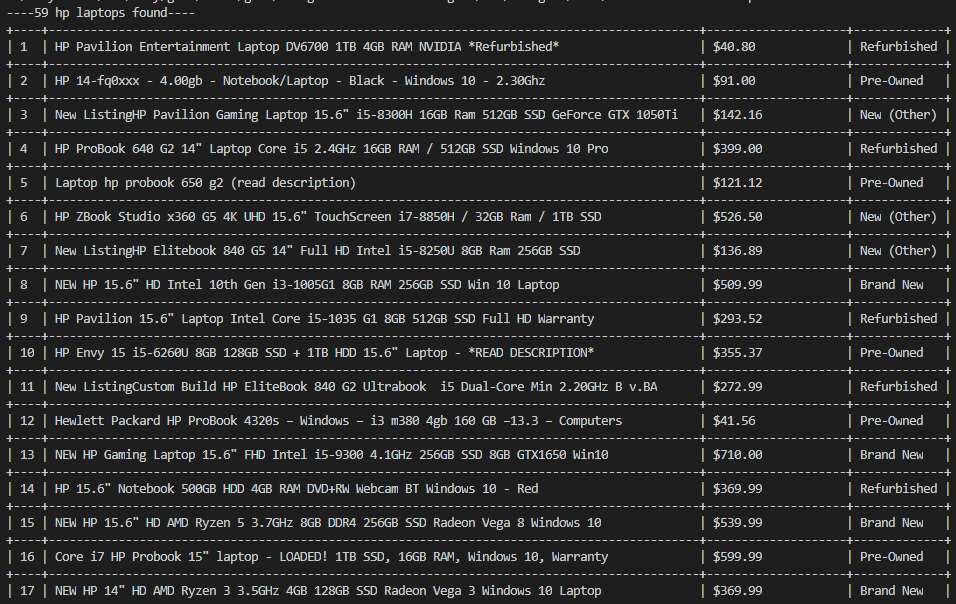 ----59 hp laptops found----
| 1 | HP Pavilion Entertainment Laptop DV6700 1TB 4GB RAM NVIDIA *Refurbished* | $40.80 | Refurbished |
| 2 | HP 14-fq0xxx - 4.00gb - Notebook/Laptop - Black - Windows 10 - 2.30Ghz | $91.00 | Pre-Owned |
| 3 | New ListingHP Pavilion Gaming Laptop 15.6" i5-8300H 16GB Ram 512GB SSD GeForce GTX 1050Ti | $142.16 | New (Other) |
| 4 | HP ProBook 640 G2 14" Laptop Core i5 2.4GHz 16GB RAM / 512GB SSD Windows 10 Pro | $399.00 | Refurbished |
| 5 | Laptop hp probook 650 g2 (read description) | $121.12 | Pre-Owned |
| 6 | HP ZBook Studio x360 G5 4K UHD 15.6" TouchScreen i7-8850H / 32GB Ram / 1TB SSD | $526.50 | New (Other) |
| 7 | New ListingHP Elitebook 840 G5 14" Full HD Intel i5-8250U 8GB Ram 256GB SSD | $136.89 | New (Other) |
| 8 | NEW HP 15.6" HD Intel 10th Gen i3-1005G1 8GB RAM 256GB SSD Win 10 Laptop | $509.99 | Brand New |
| 9 | HP Pavilion 15.6" Laptop Intel Core i5-1035 G1 8GB 512GB SSD Full HD Warranty | $293.52 | Refurbished |
| 10 | HP Envy 15 i5-6260U 8GB 128GB SSD + 1TB HDD 15.6" Laptop - *READ DESCRIPTION* | $355.37 | Pre-Owned |
| 11 | New ListingCustom Build HP EliteBook 840 G2 Ultrabook  i5 Dual-Core Min 2.20GHz B v.BA | $272.99 | Refurbished |
| 12 | Hewlett Packard HP ProBook 4320s – Windows – i3 m380 4gb 160 GB –13.3 – Computers | $41.56 | Pre-Owned |
| 13 | NEW HP Gaming Laptop 15.6" FHD Intel i5-9300 4.1GHz 256GB SSD 8GB GTX1650 Win10 | $710.00 | Brand New |
| 14 | HP 15.6" Notebook 500GB HDD 4GB RAM DVD+RW Webcam BT Windows 10 - Red | $369.99 | Refurbished |
| 15 | NEW HP 15.6" HD AMD Ryzen 5 3.7GHz 8GB DDR4 256GB SSD Radeon Vega 8 Windows 10 | $539.99 | Brand New |
| 16 | Core i7 HP Probook 15" laptop - LOADED! 1TB SSD, 16GB RAM, Windows 10, Warranty | $599.99 | Pre-Owned |
| 17 | NEW HP 14" HD AMD Ryzen 3 3.5GHz 4GB 128GB SSD Radeon Vega 3 Windows 10 Laptop | $369.99 | Brand New |